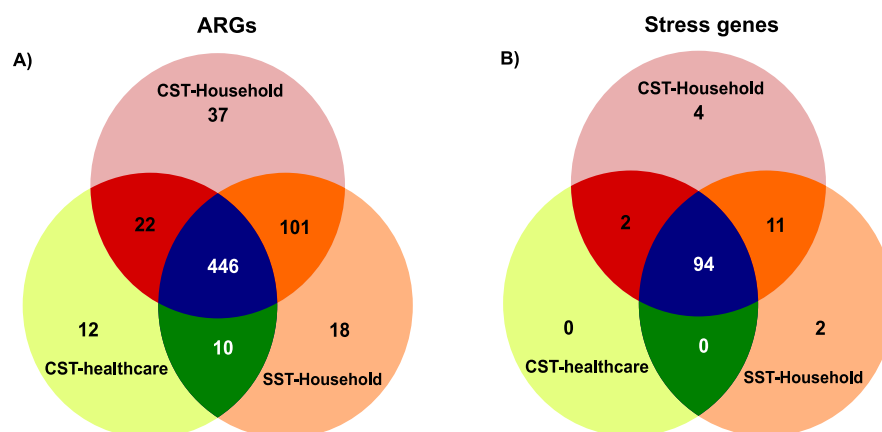 ARGs
A)
CST-Household
37
22
101
446
12
10
18
CST-healthcare
SST-Household
Stress genes
B)
CST-Household
4
2
11
94
0
0
2
CST-healthcare
SST-Household